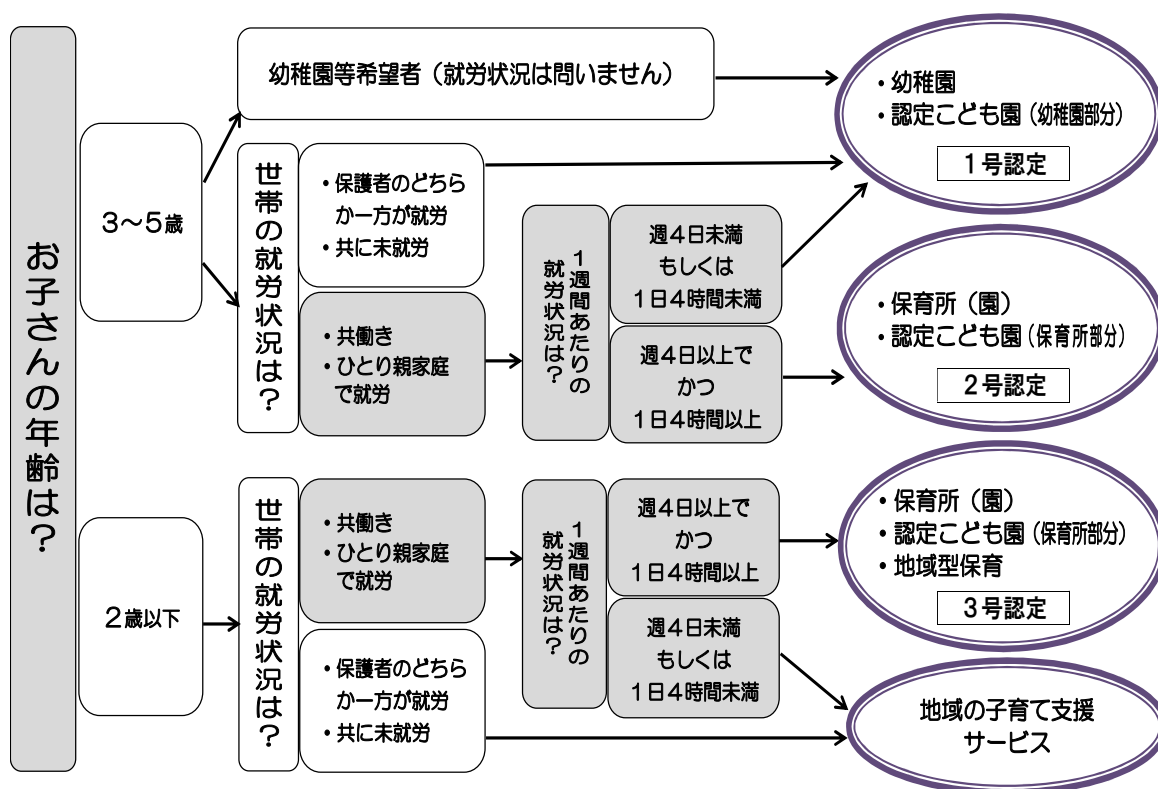 お子さんの年齢は？
3～5歳
幼稚園等希望者（就労状況は問いません）
世帯の就労状況は？
・保護者のどちら
か一方が就労
・共に未就労
・共働き
・ひとり親家庭
で就労
1週間あたりの
就労状況は？
週4日未満
もしくは
1日4時間未満
週4日以上で
かつ
1日4時間以上
・幼稚園
・認定こども園（幼稚園部分）
1号認定
・保育所（園）
・認定こども園（保育所部分）
2号認定
2歳以下
世帯の就労状況は？
・共働き
・ひとり親家庭
で就労
・保護者のどちら
か一方が就労
・共に未就労
1週間あたりの
就労状況は？
週4日以上で
かつ
1日4時間以上
週4日未満
もしくは
1日4時間未満
・保育所（園）
・認定こども園（保育所部分）
・地域型保育
3号認定
地域の子育て支援
サービス